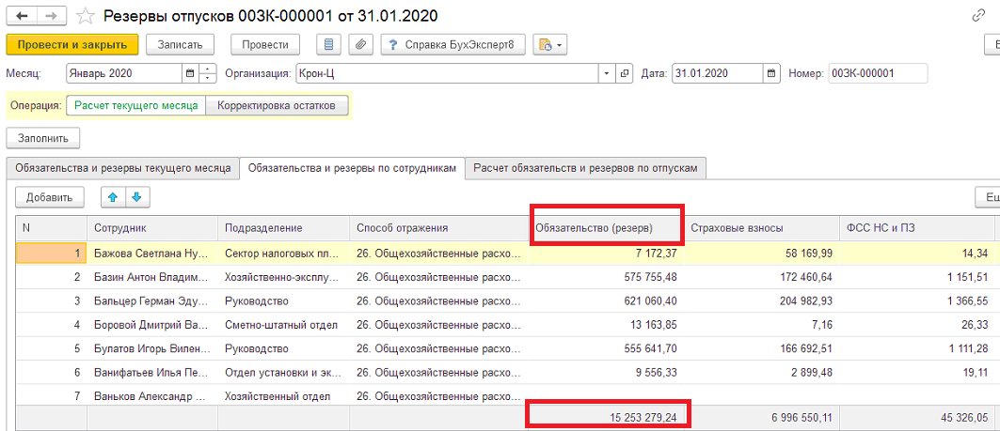 Резервы отпусков 00ЗК-000001 от 31.01.2020
Провести и закрыть Записать Провести ? Справка БухЭксперт8
Месяц: Январь 2020 Организация: Крон-Ц Дата: 31.01.2020 Номер: 00ЗК-000001
Операция: Расчет текущего месяца Корректировка остатков
Заполнить
Обязательства и резервы текущего месяца Обязательства и резервы по сотрудникам Расчет обязательств и резервов по отпускам
Добавить Ещ
N Сотрудник Подразделение Способ отражения Обязательство (резерв) Страховые взносы ФСС НС и ПЗ
1 Бажова Светлана Ну... Сектор налоговых пл... 26. Общехозяйственные расхо... 7 172,37 58 169,99 14,34
2 Базин Антон Владим... Хозяйственно-эксплу... 26. Общехозяйственные расхо... 575 755,48 172 460,64 1 151,51
3 Бальцер Герман Эду... Руководство 26. Общехозяйственные расхо... 621 060,40 204 982,93 1 366,55
4 Боровой Дмитрий Ва... Сметно-штатный отдел 26. Общехозяйственные расхо... 13 163,85 7,16 26,33
5 Булатов Игорь Вилен... Руководство 26. Общехозяйственные расхо... 555 641,70 166 692,51 1 111,28
6 Ванифатьев Илья Пе... Отдел установки и эк... 26. Общехозяйственные расхо... 9 556,33 2 899,48 19,11
7 Ваньков Александр ... Хозяйственный отдел 26. Общехозяйственные расхо...
15 253 279,24 6 996 550,11 45 326,05